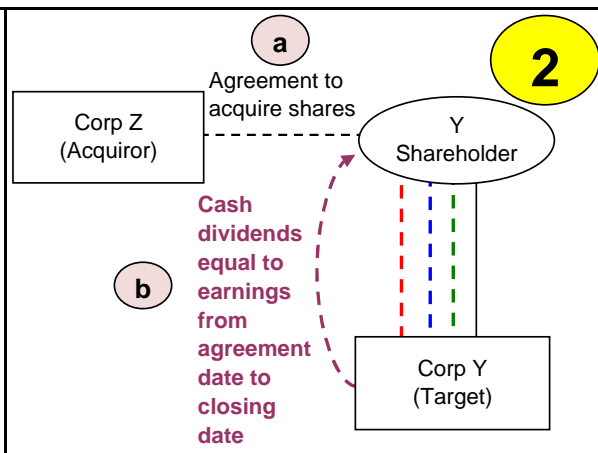 a
2
Agreement to
acquire shares
Corp Z
(Acquiror)
Y
Shareholder
b
Cash
dividends
equal to
earnings
from
agreement
date to
closing
date
Corp Y
(Target)